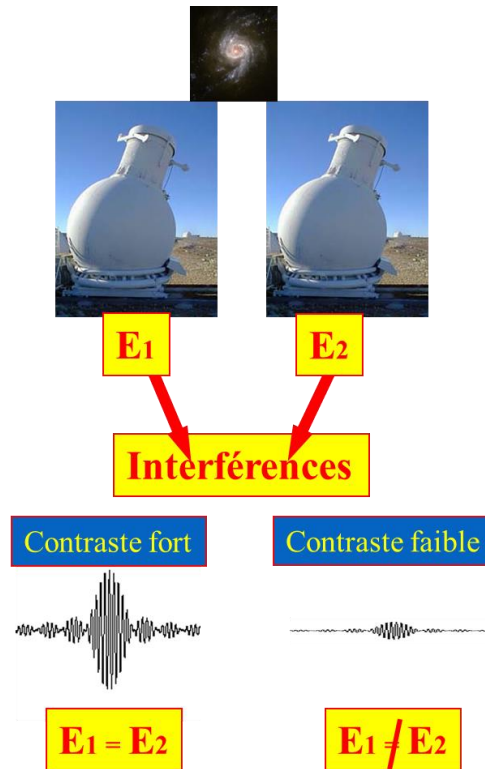 E1
E2
Interférences
Contraste fort
Contraste faible
E1 = E2
E1 ≠ E2